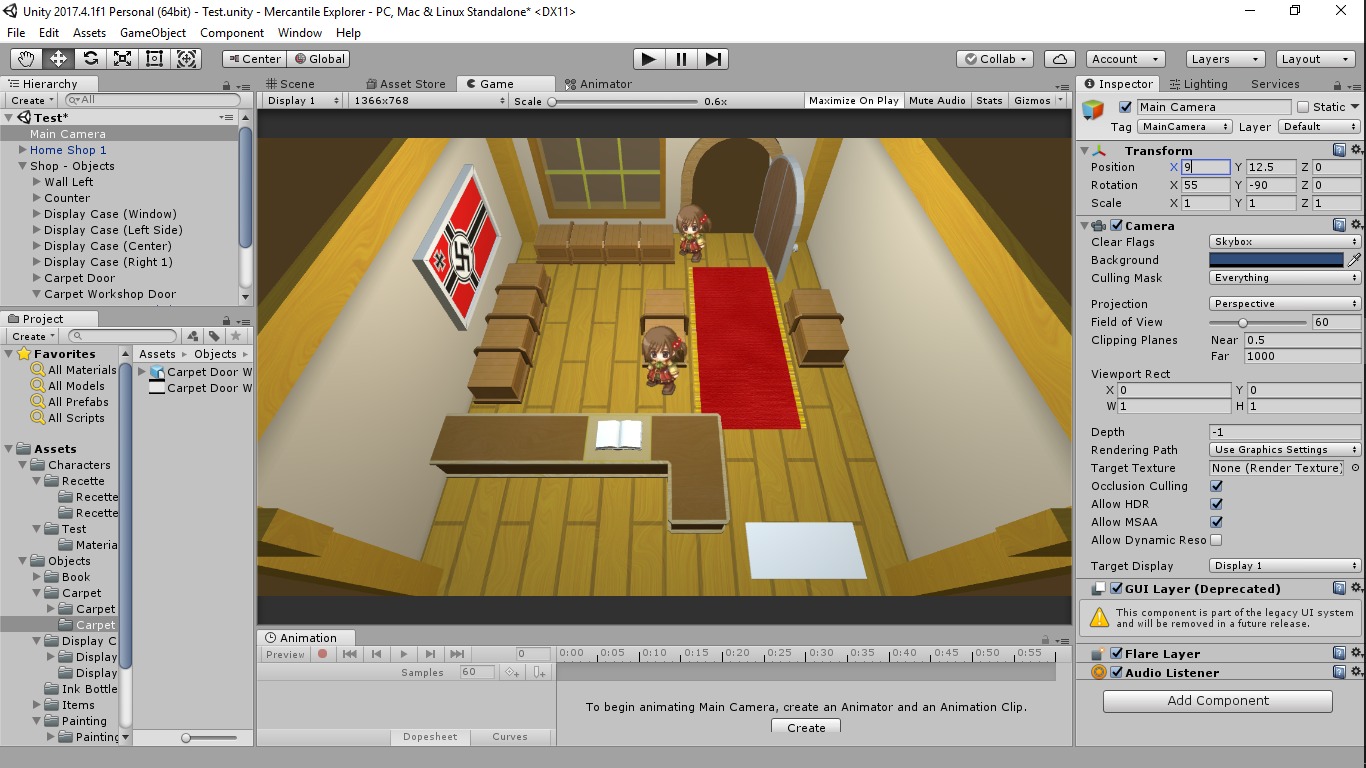 Unity 2017.4.1f1 Personal (64bit) - Test.unity - Mercantile Explorer - PC, Mac & Linux Standalone* <DX11>
File Edit Assets GameObject Component Window Help
Center Global Collab Account Layers Layout
Hierarchy Scene Asset Store Game Animator Inspector Lighting Services
Create All Display 1 1366x768 Scale 0.6x Maximize On Play Mute Audio Stats Gizmos
Main Camera Static
Tag MainCamera Layer Default
Test*
Main Camera
Home Shop 1
Shop - Objects
Wall Left
Counter
Display Case (Window)
Display Case (Left Side)
Display Case (Center)
Display Case (Right 1)
Carpet Door
Carpet Workshop Door
Project
Create
Favorites
All Materials
All Models
All Prefabs
All Scripts
Assets
Characters
Recette
Recette
Recette
Test
Materia
Objects
Book
Carpet
Carpet
Carpet
Display C
Display
Display
Ink Bottle
Items
Painting
Painting
Assets Objects
Carpet Door W
Carpet Door W
Transform
Position X 9 Y 12.5 Z 0
Rotation X 55 Y -90 Z 0
Scale X 1 Y 1 Z 1
Camera
Clear Flags Skybox
Background
Culling Mask Everything
Projection Perspective
Field of View 60
Clipping Planes Near 0.5
Far 1000
Viewport Rect
X 0 Y 0
W 1 H 1
Depth -1
Rendering Path Use Graphics Settings
Target Texture None (Render Texture)
Occlusion Culling
Allow HDR
Allow MSAA
Allow Dynamic Reso
Target Display Display 1
GUI Layer (Deprecated)
This component is part of the legacy UI system
and will be removed in a future release.
Flare Layer
Audio Listener
Add Component
Animation
Preview 0 0:00 0:05 0:10 0:15 0:20 0:25 0:30 0:35 0:40 0:45 0:50 0:55
Samples 60
To begin animating Main Camera, create an Animator and an Animation Clip.
Create
Dopesheet Curves